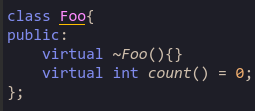 class Foo{
public:
    virtual ~Foo(){}
    virtual int count() = 0;
};